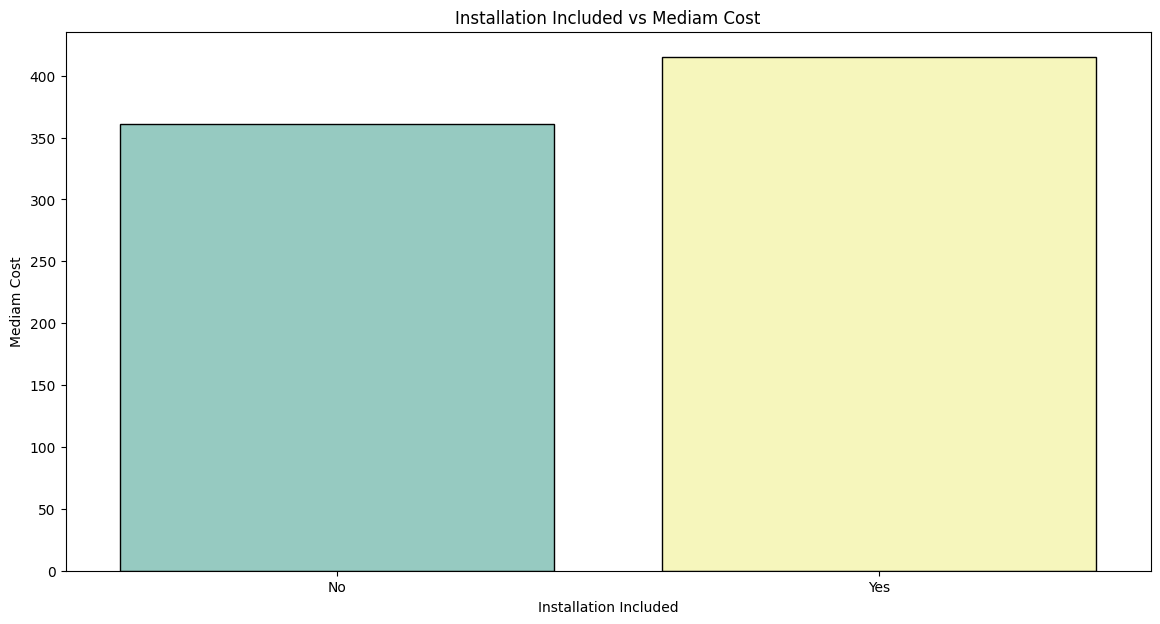 Installation Included vs Mediam Cost
400
350
300
250
200
150
100
50
0
Mediam Cost
No
Yes
Installation Included